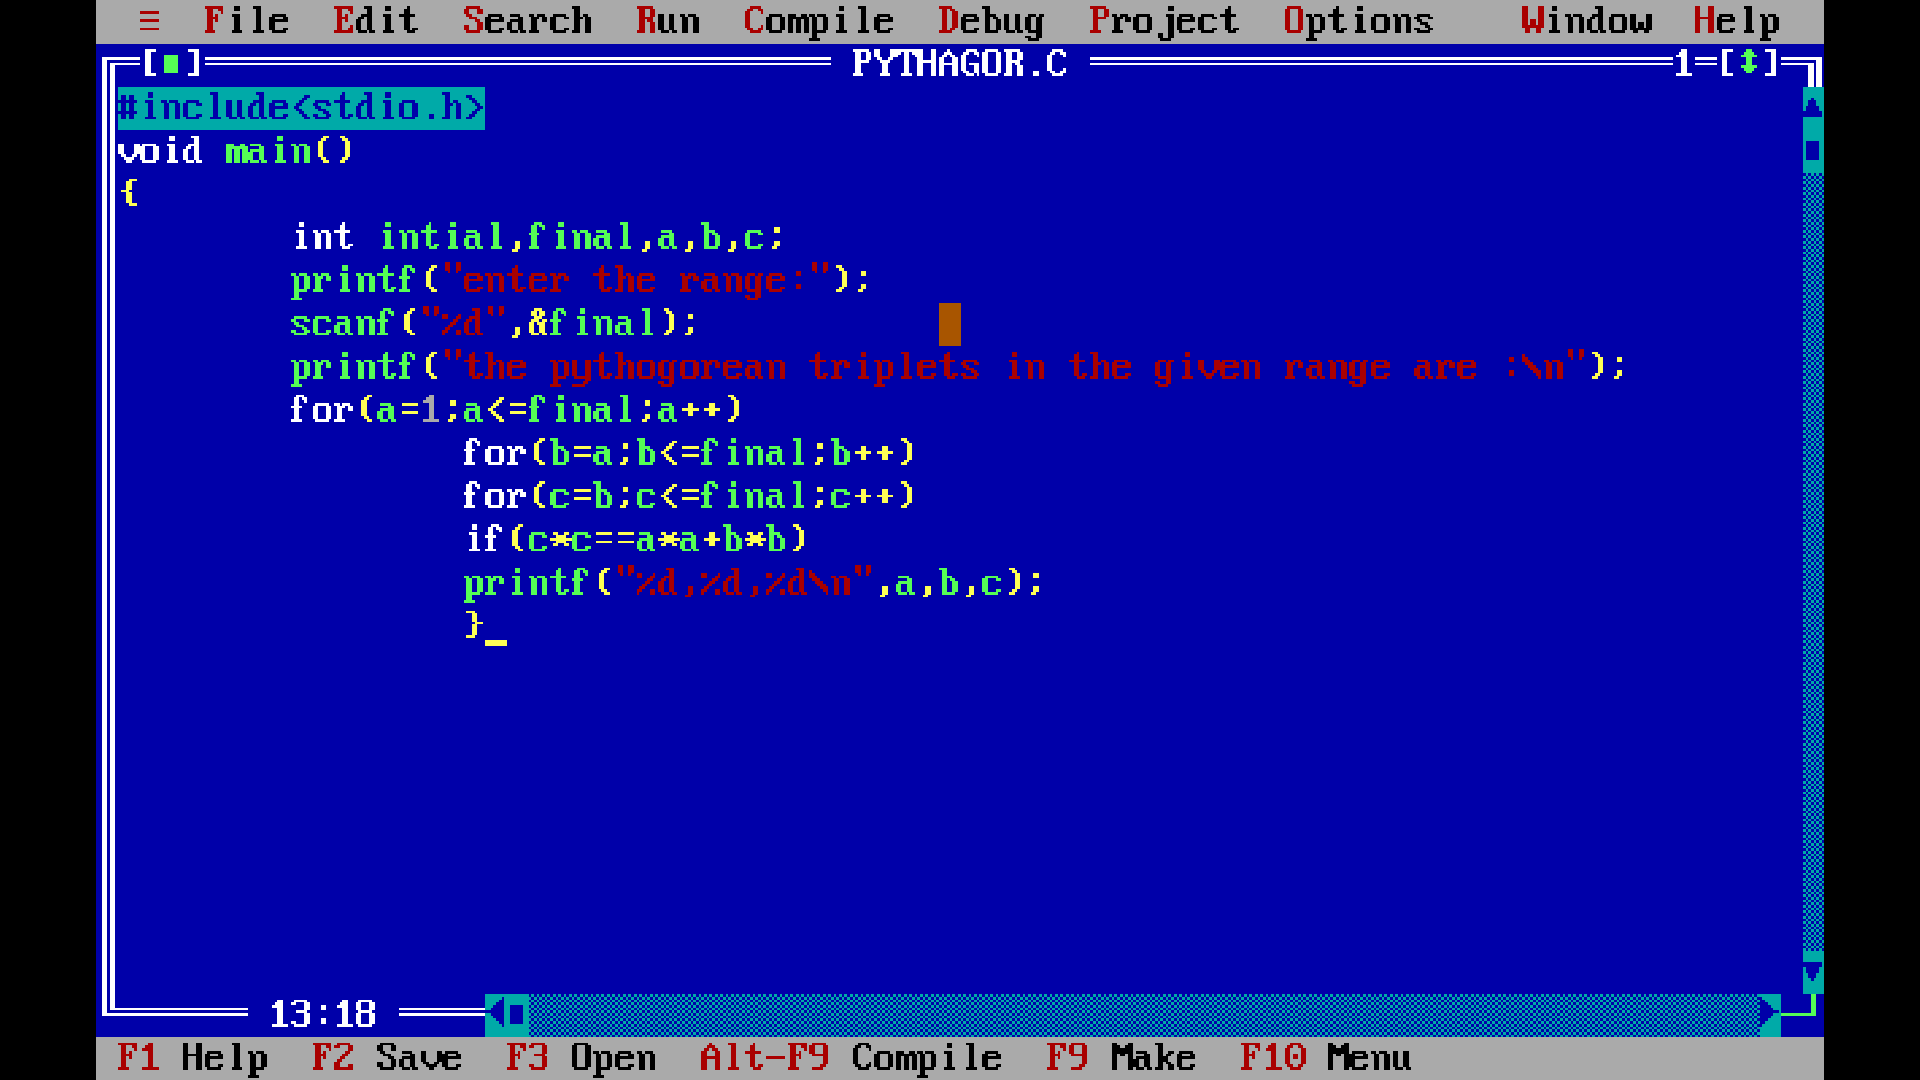 ≡ File Edit Search Run Compile Debug Project Options Window Help
[■] PYTHAGOR.C 1=[↕]
#include<stdio.h>
void main()
{
int intial,final,a,b,c;
printf("enter the range:");
scanf("%d",&final);
printf("the pythogorean triplets in the given range are :\n");
for(a=1;a<=final;a++)
for(b=a;b<=final;b++)
for(c=b;c<=final;c++)
if(c*c==a*a+b*b)
printf("%d,%d,%d\n",a,b,c);
}
13:18
F1 Help F2 Save F3 Open Alt-F9 Compile F9 Make F10 Menu